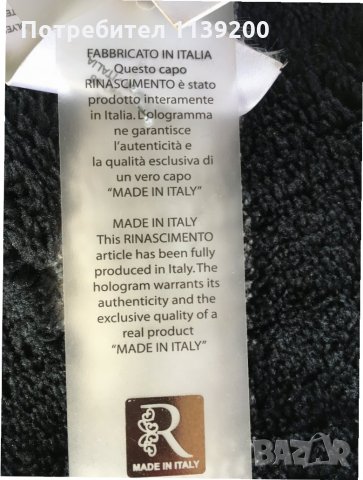 Потребител 1139200
FABBRICATO IN ITALIA
Questo capo
RINASCIMENTO è stato
prodotto interamente
in Italia. L'ologramma
ne garantisce
l'autenticità e
la qualità esclusiva di
un vero capo
"MADE IN ITALY"
MADE IN ITALY
This RINASCIMENTO
article has been fully
produced in Italy. The
hologram warrants its
authenticity and the
exclusive quality of a
real product
"MADE IN ITALY"
R
MADE IN ITALY
BAZAR